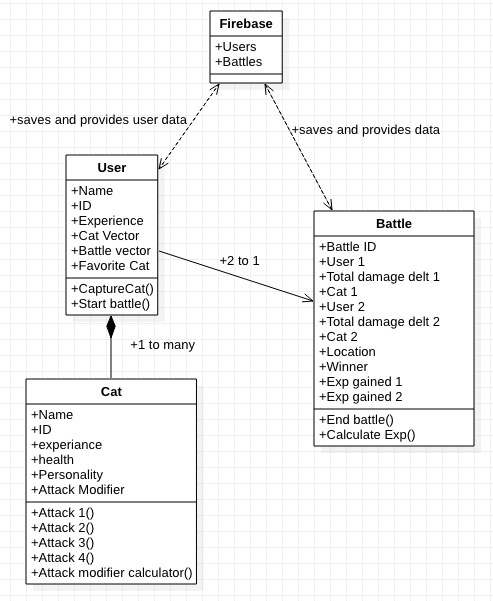 Firebase
+Users
+Battles
+saves and provides user data
+saves and provides data
User
+Name
+ID
+Experience
+Cat Vector
+Battle vector
+Favorite Cat
+CaptureCat()
+Start battle()
+2 to 1
Battle
+Battle ID
+User 1
+Total damage delt 1
+Cat 1
+User 2
+Total damage delt 2
+Cat 2
+Location
+Winner
+Exp gained 1
+Exp gained 2
+End battle()
+Calculate Exp()
+1 to many
Cat
+Name
+ID
+experiance
+health
+Personality
+Attack Modifier
+Attack 1()
+Attack 2()
+Attack 3()
+Attack 4()
+Attack modifier calculator()